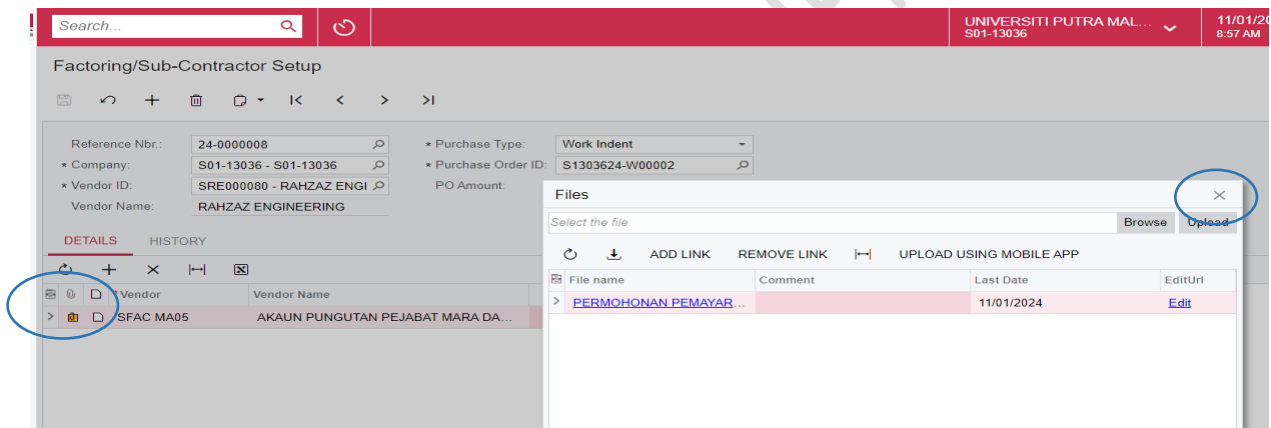 Search... UNIVERSITI PUTRA MAL... 11/01/20
S01-13036 8:57 AM
Factoring/Sub-Contractor Setup
Reference Nbr.: 24-0000008 * Purchase Type: Work Indent
* Company: S01-13036 - S01-13036 * Purchase Order ID: S1303624-W00002
* Vendor ID: SRE000080 - RAHZAZ ENGI PO Amount:
Vendor Name: RAHZAZ ENGINEERING
Files
Select the file. Browse Upload
DETAILS HISTORY
ADD LINK REMOVE LINK UPLOAD USING MOBILE APP
* Vendor Vendor Name
File name Comment Last Date EditUrl
PERMOHONAN PEMAYAR... 11/01/2024 Edit
SFAC MA05 AKAUN PUNGUTAN PEJABAT MARA DA...